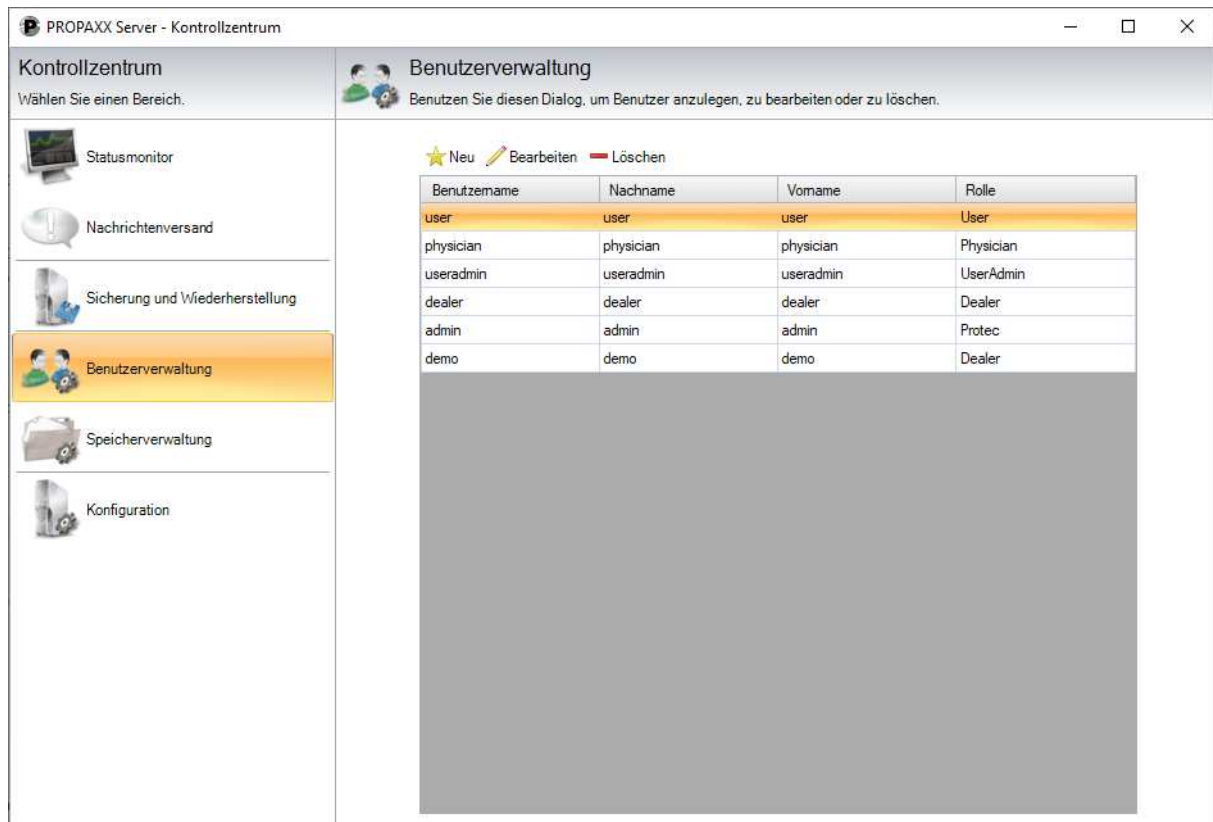 PROPAXX Server - Kontrollzentrum
Kontrollzentrum
Wählen Sie einen Bereich.
Statusmonitor
Nachrichtenversand
Sicherung und Wiederherstellung
Benutzerverwaltung
Speicherverwaltung
Konfiguration
Benutzerverwaltung
Benutzen Sie diesen Dialog, um Benutzer anzulegen, zu bearbeiten oder zu löschen.
Neu Bearbeiten Löschen
Benutzername Nachname Vorname Rolle
user user user User
physician physician physician Physician
useradmin useradmin useradmin UserAdmin
dealer dealer dealer Dealer
admin admin admin Protec
demo demo demo Dealer